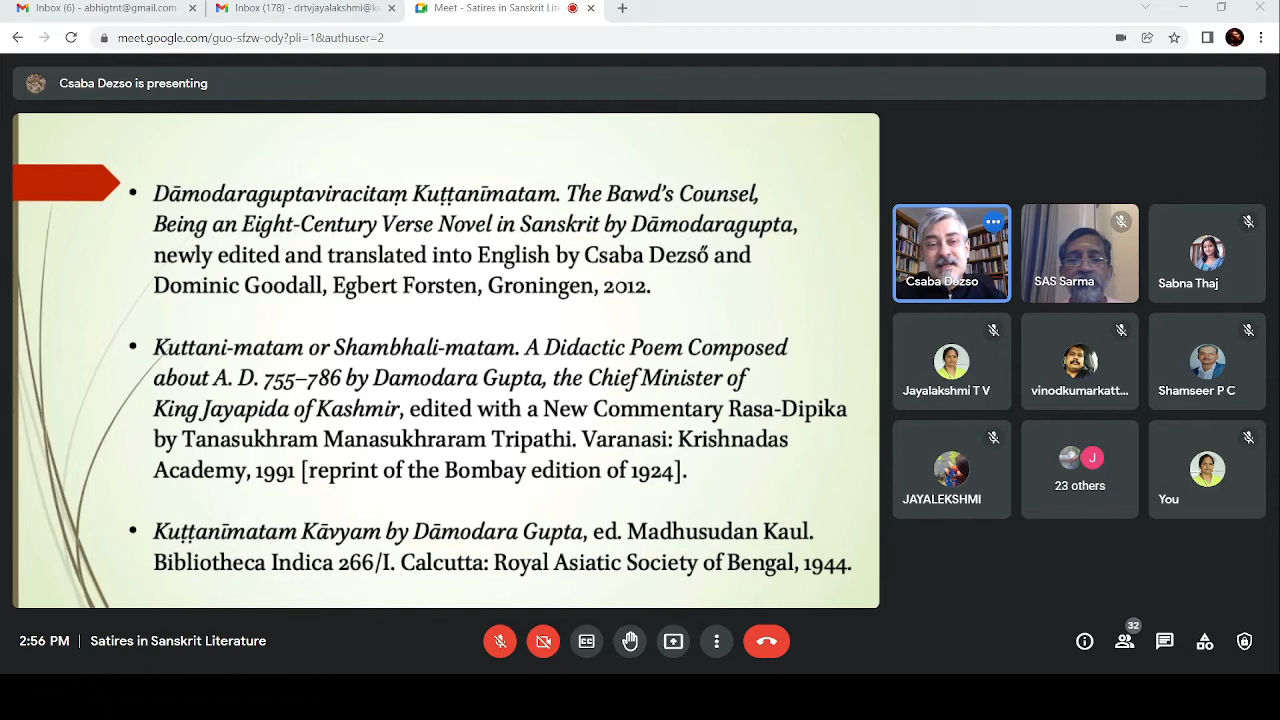 Inbox (6) - abhigtnt@gmail.com
Inbox (178) - drtvjayalakshmi@k
Meet - Satires in Sanskrit Lite
meet.google.com/guo-sfzw-ody?pli=1&authuser=2
Csaba Dezso is presenting
• Dāmodaraguptaviracitaṃ Kuṭṭanīmatam. The Bawd's Counsel,
Being an Eight-Century Verse Novel in Sanskrit by Dāmodaragupta,
newly edited and translated into English by Csaba Dezső and
Dominic Goodall, Egbert Forsten, Groningen, 2012.
• Kuttani-matam or Shambhali-matam. A Didactic Poem Composed
about A. D. 755–786 by Damodara Gupta, the Chief Minister of
King Jayapida of Kashmir, edited with a New Commentary Rasa-Dipika
by Tanasukhram Manasukhraram Tripathi. Varanasi: Krishnadas
Academy, 1991 [reprint of the Bombay edition of 1924].
• Kuṭṭanīmatam Kāvyam by Dāmodara Gupta, ed. Madhusudan Kaul.
Bibliotheca Indica 266/I. Calcutta: Royal Asiatic Society of Bengal, 1944.
Csaba Dezso
SAS Sarma
Sabna Thaj
Jayalakshmi T V
vinodkumarkatt...
Shamseer P C
JAYALEKSHMI
J
23 others
You
2:56 PM | Satires in Sanskrit Literature
CC
32